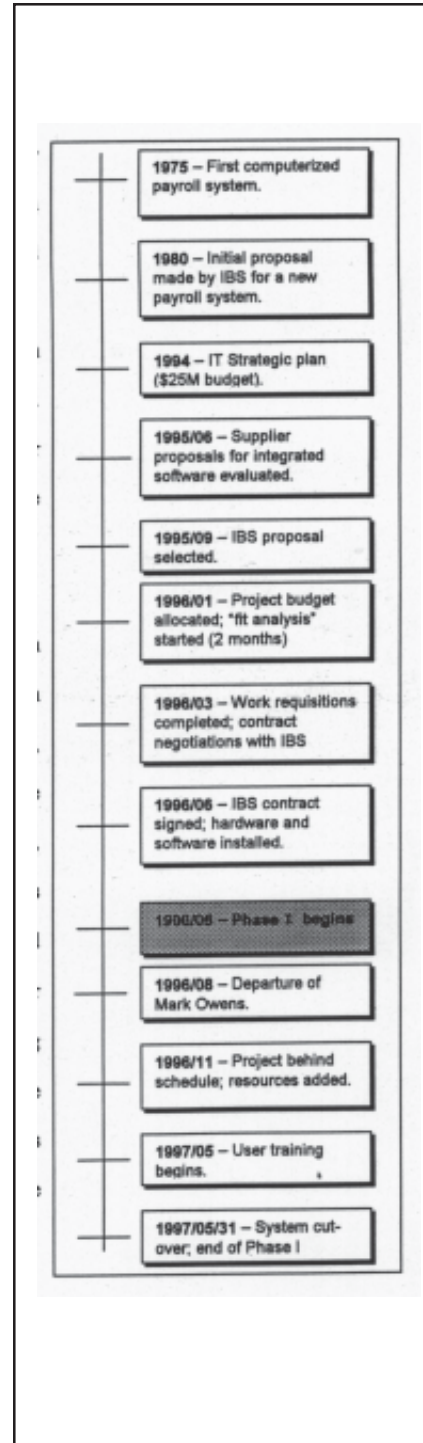 1975 – First computerized
payroll system.
1980 – Initial proposal
made by IBS for a new
payroll system.
1994 – IT Strategic plan
($25M budget).
1995/06 – Supplier
proposals for integrated
software evaluated.
1995/09 – IBS proposal
selected.
1996/01 – Project budget
allocated; "fit analysis"
started (2 months)
1996/03 – Work requisitions
completed; contract
negotiations with IBS
1996/06 – IBS contract
signed; hardware and
software installed.
1996/06 – Phase I begins
1996/08 – Departure of
Mark Owens.
1996/11 – Project behind
schedule; resources added.
1997/05 – User training
begins.
1997/05/31 – System cut-
over; end of Phase I